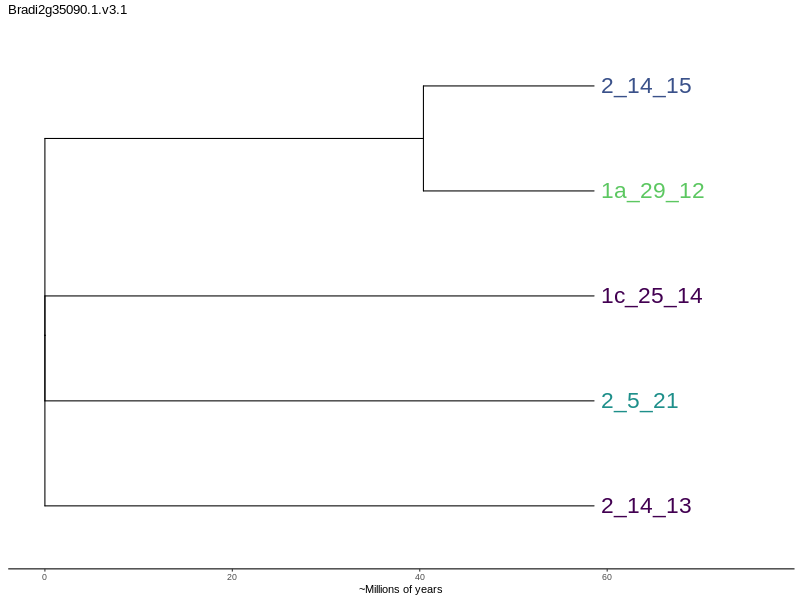 Bradi2g35090.1.v3.1
2_14_15
1a_29_12
1c_25_14
2_5_21
2_14_13
0 20 40 60
~Millions of years